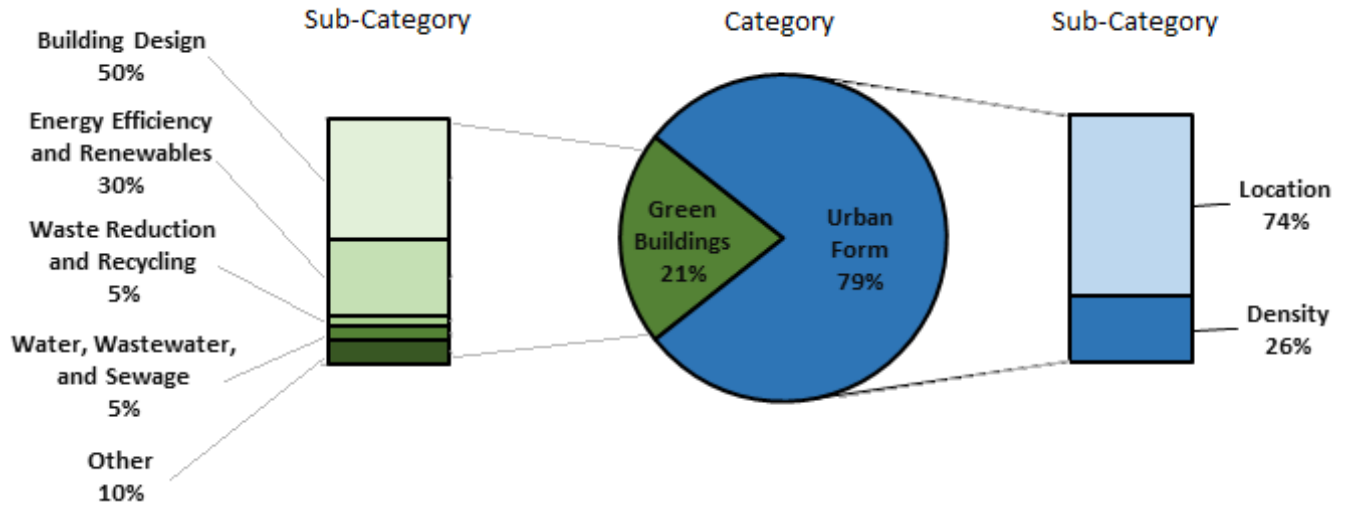 Sub-Category
Category
Sub-Category
Building Design
50%
Energy Efficiency
and Renewables
30%
Waste Reduction
and Recycling
5%
Water, Wastewater,
and Sewage
5%
Other
10%
Green
Buildings
21%
Urban
Form
79%
Location
74%
Density
26%